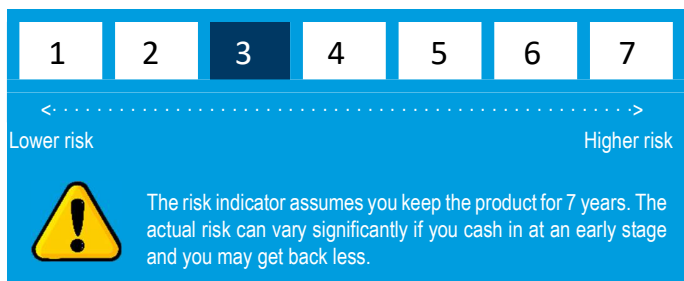 1 2 3 4 5 6 7
Lower risk Higher risk
The risk indicator assumes you keep the product for 7 years. The
actual risk can vary significantly if you cash in at an early stage
and you may get back less.